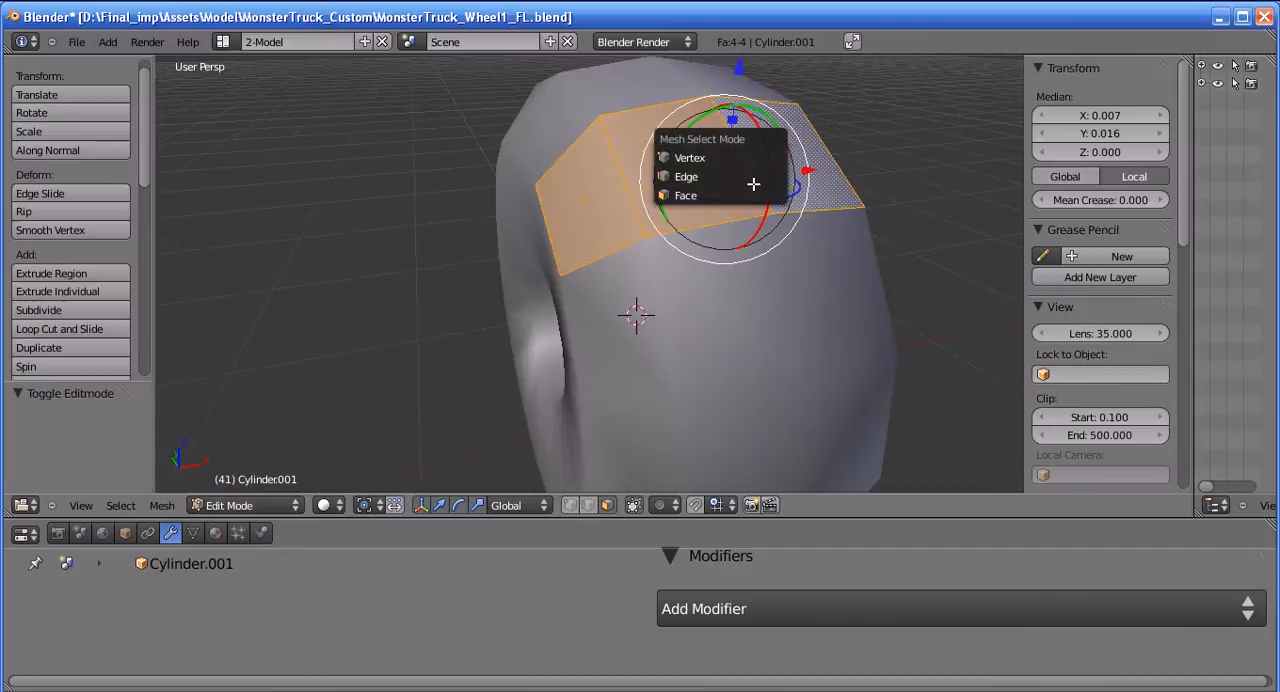 Blender* [D:\Final_imp\Assets\Model\MonsterTruck_Custom\MonsterTruck_Wheel1_FL.blend]
File Add Render Help 2-Model Scene Blender Render Fa:4-4 | Cylinder.001
User Persp
Transform:
Translate
Rotate
Scale
Along Normal
Deform:
Edge Slide
Rip
Smooth Vertex
Add:
Extrude Region
Extrude Individual
Subdivide
Loop Cut and Slide
Duplicate
Spin
Toggle Editmode
Mesh Select Mode
Vertex
Edge
Face
(41) Cylinder.001
Transform
Median:
X: 0.007
Y: 0.016
Z: 0.000
Global Local
Mean Crease: 0.000
Grease Pencil
New
Add New Layer
View
Lens: 35.000
Lock to Object:
Clip:
Start: 0.100
End: 500.000
Local Camera:
View Select Mesh Edit Mode Global Vie
Cylinder.001
Modifiers
Add Modifier